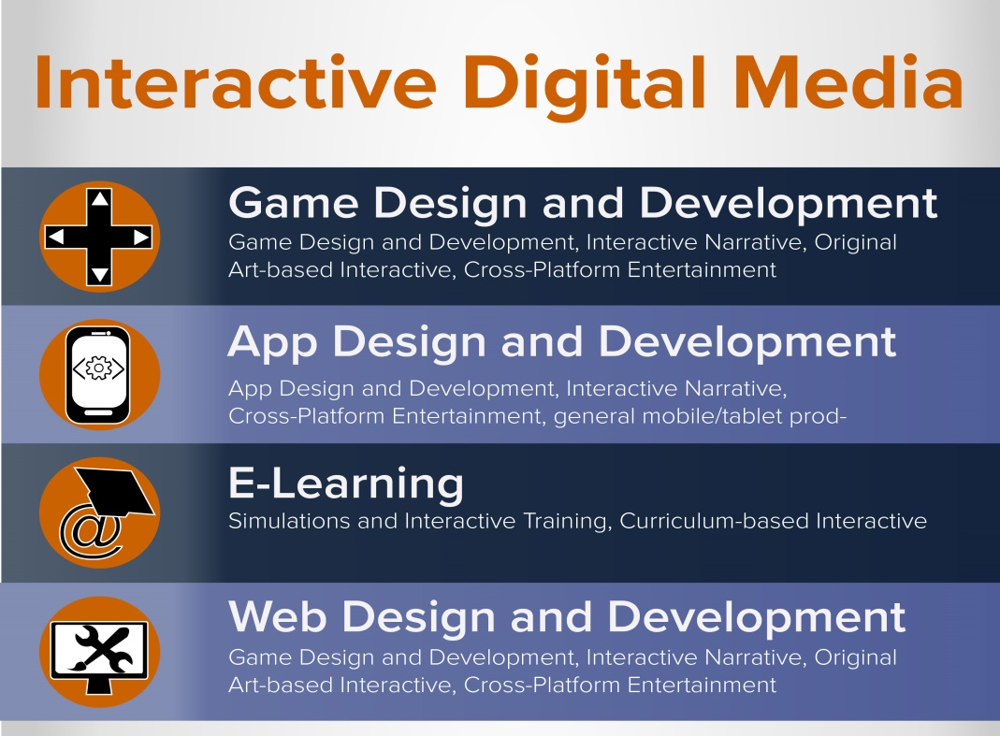 Interactive Digital Media
Game Design and Development
Game Design and Development, Interactive Narrative, Original
Art-based Interactive, Cross-Platform Entertainment
App Design and Development
App Design and Development, Interactive Narrative,
Cross-Platform Entertainment, general mobile/tablet prod-
E-Learning
Simulations and Interactive Training, Curriculum-based Interactive
@
Web Design and Development
Game Design and Development, Interactive Narrative, Original
Art-based Interactive, Cross-Platform Entertainment